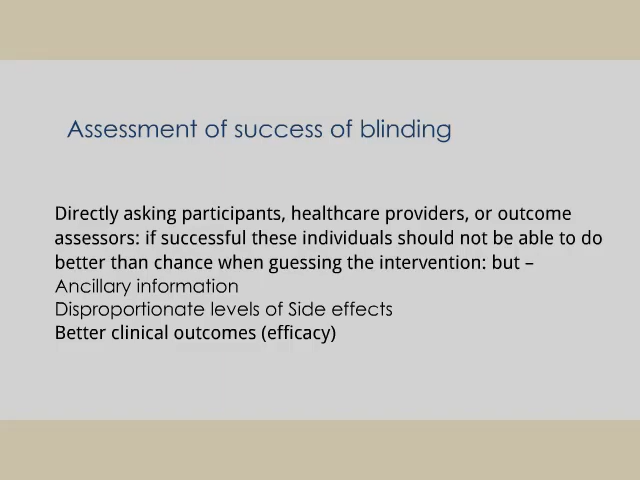 Assessment of success of blinding
Directly asking participants, healthcare providers, or outcome
assessors: if successful these individuals should not be able to do
better than chance when guessing the intervention: but –
Ancillary information
Disproportionate levels of Side effects
Better clinical outcomes (efficacy)